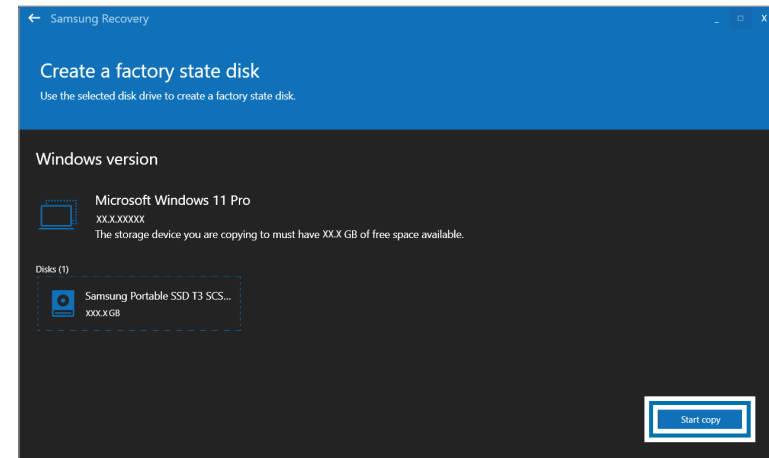 Samsung Recovery
Create a factory state disk
Use the selected disk drive to create a factory state disk.
Windows version
Microsoft Windows 11 Pro
XX.X.XXXXX
The storage device you are copying to must have XX.X GB of free space available.
Disks (1)
Samsung Portable SSD T3 SCS...
XXX.X GB
Start copy